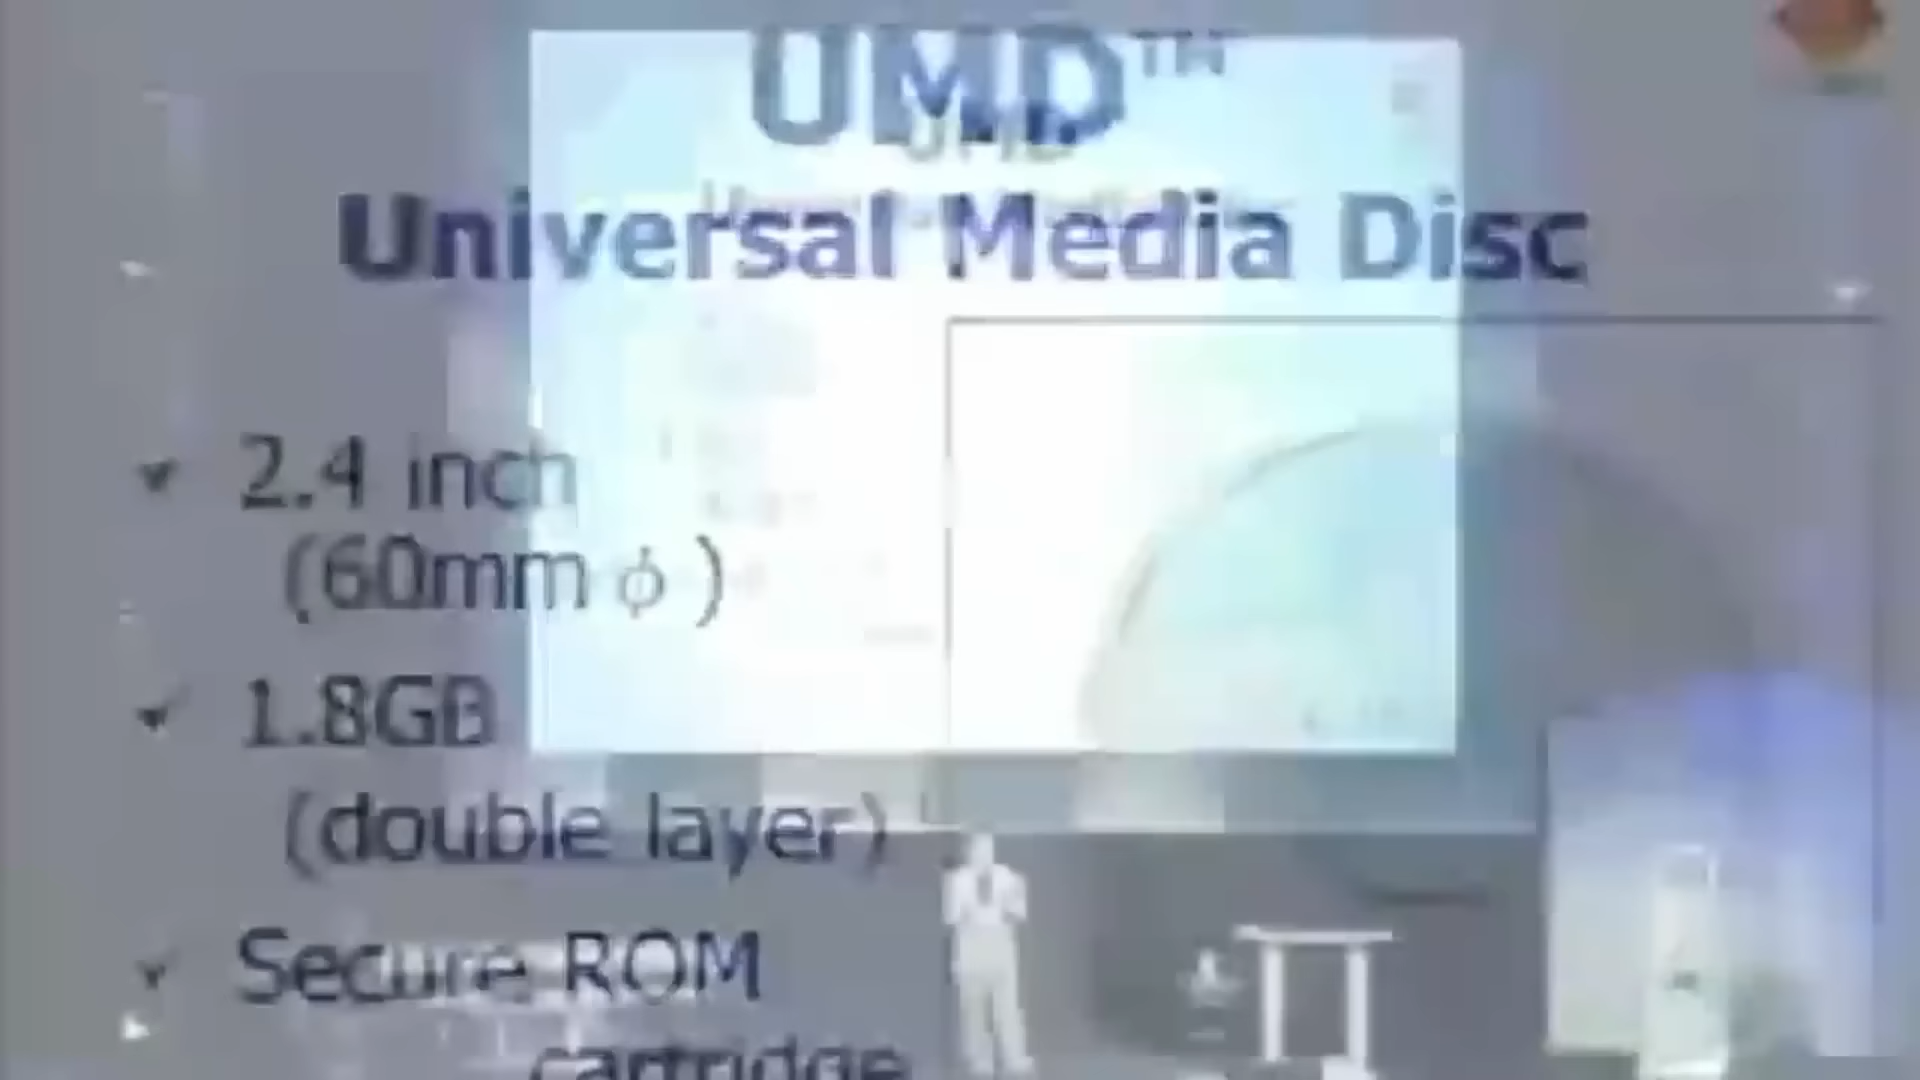 UMD™
Universal Media Disc
2.4 inch
(60mm ϕ )
1.8GB
(double layer)
Secure ROM
cartridge